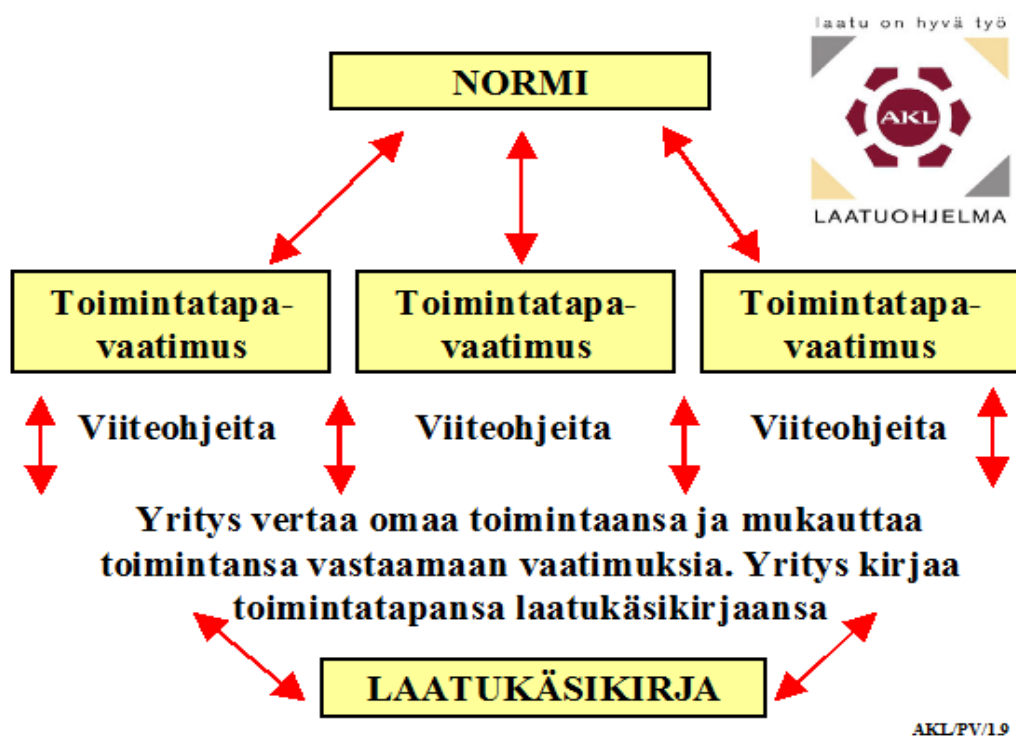 laatu on hyvä työ
AKL
LAATUOHJELMA
NORMI
Toimintatapa-
vaatimus
Toimintatapa-
vaatimus
Toimintatapa-
vaatimus
Viiteohjeita
Viiteohjeita
Viiteohjeita
Yritys vertaa omaa toimintaansa ja mukauttaa
toimintansa vastaamaan vaatimuksia. Yritys kirjaa
toimintatapansa laatukäsikirjaansa
LAATUKÄSIKIRJA
AKL/PV/1.9